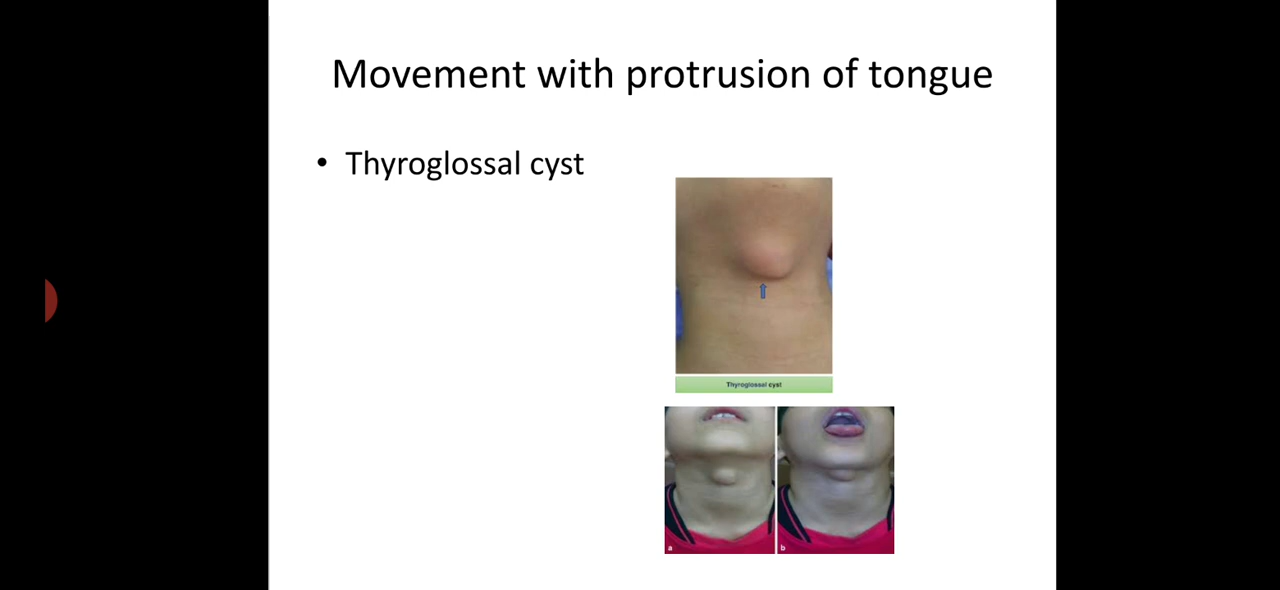 Movement with protrusion of tongue
• Thyroglossal cyst
Thyroglossal cyst
a
b